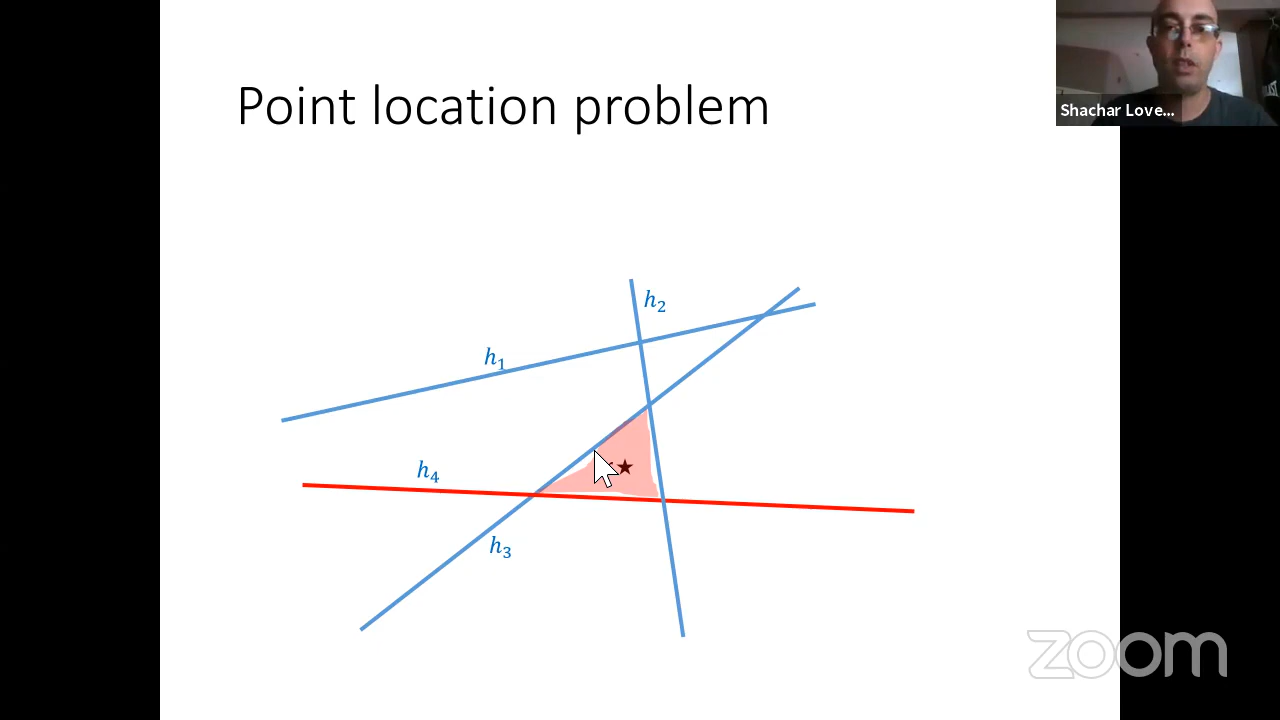 Point location problem
Shachar Love...
h₂
h₁
h₄
h₃
zoom